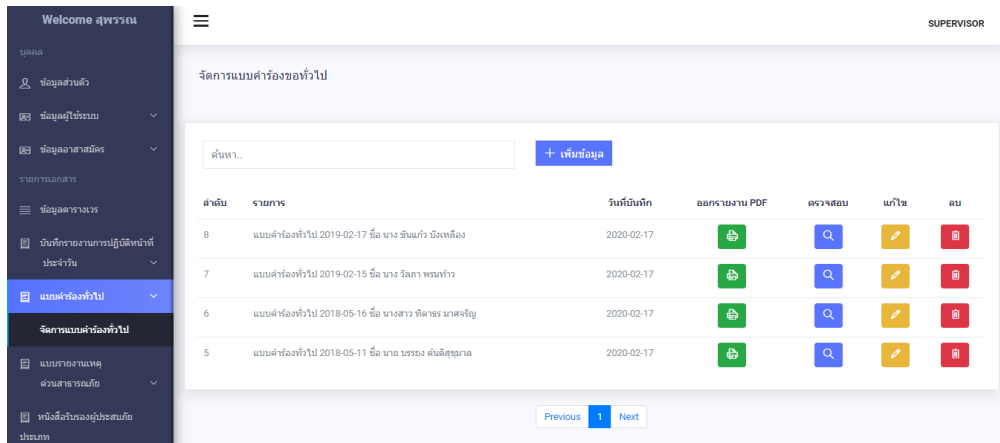 Welcome สุพรรณ
SUPERVISOR
บุคคล
ข้อมูลส่วนตัว
ข้อมูลผู้ใช้ระบบ
ข้อมูลอาสาสมัคร
รายการเอกสาร
ข้อมูลตารางเวร
บันทึกรายงานการปฏิบัติหน้าที่
ประจำวัน
แบบคำร้องทั่วไป
จัดการแบบคำร้องทั่วไป
แบบรายงานเหตุ
ด่วนสาธารณภัย
หนังสือรับรองผู้ประสบภัย
ประเภท
จัดการแบบคำร้องขอทั่วไป
ค้นหา..
+ เพิ่มข้อมูล
ลำดับ รายการ วันที่บันทึก ออกรายงาน PDF ตรวจสอบ แก้ไข ลบ
8 แบบคำร้องทั่วไป 2019-02-17 ชื่อ นาง ขันแก้ว บังเหลือง 2020-02-17
7 แบบคำร้องทั่วไป 2019-02-15 ชื่อ นาง วัลภา พรมท้าว 2020-02-17
6 แบบคำร้องทั่วไป 2018-05-16 ชื่อ นางสาว ทิดาธร มาศจรัญ 2020-02-17
5 แบบคำร้องทั่วไป 2018-05-11 ชื่อ นาย บรรยง ตันติสุขุมาล 2020-02-17
Previous 1 Next